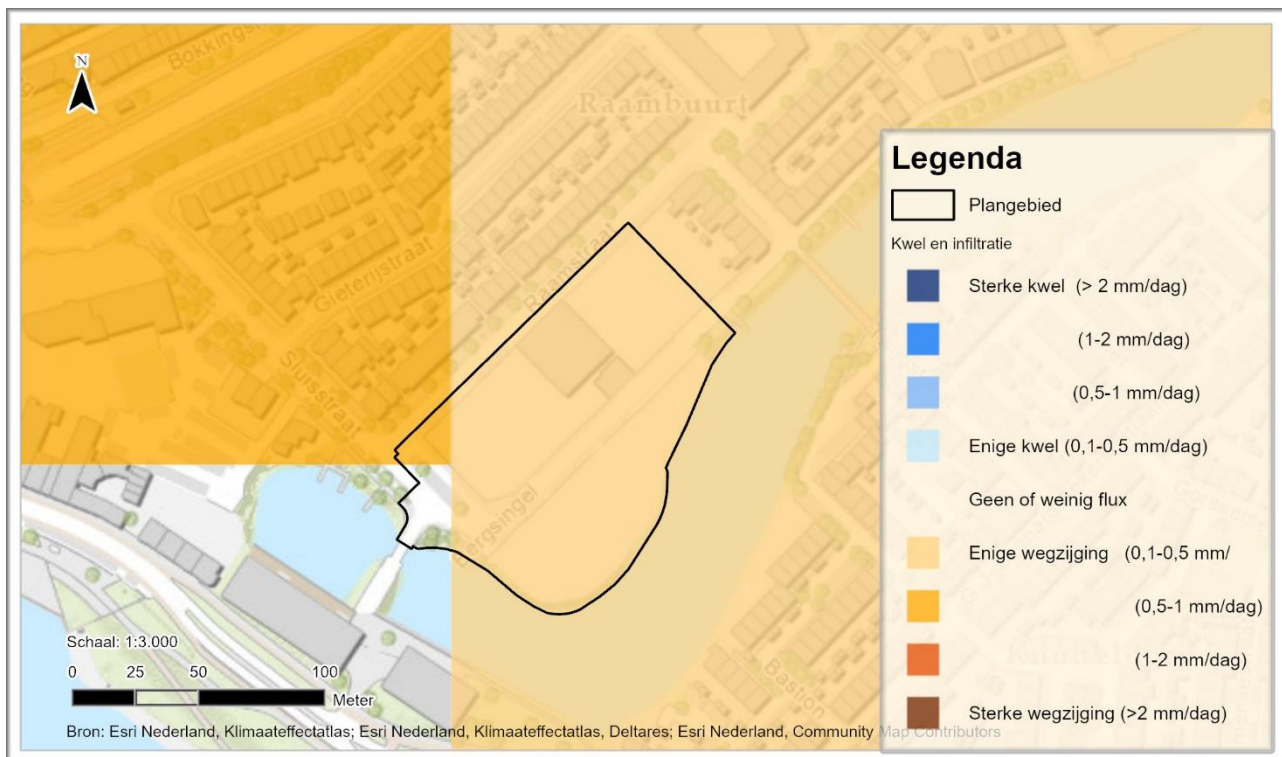 N
Bokkingsh
Raambuurt
Gieterijstraat
Raamstraat
Sluisstraat
ergsingel
Bastion
Legenda
Plangebied
Kwel en infiltratie
Sterke kwel (> 2 mm/dag)
(1-2 mm/dag)
(0,5-1 mm/dag)
Enige kwel (0,1-0,5 mm/dag)
Geen of weinig flux
Enige wegzijging (0,1-0,5 mm/
(0,5-1 mm/dag)
(1-2 mm/dag)
Sterke wegzijging (>2 mm/dag)
Schaal: 1:3.000
0 25 50 100
Meter
Bron: Esri Nederland, Klimaateffectatlas; Esri Nederland, Klimaateffectatlas, Deltares; Esri Nederland, Community Map Contributors